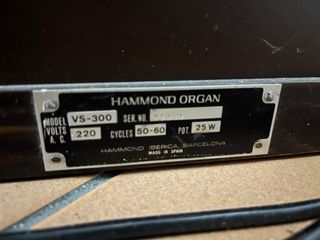 HAMMOND ORGAN
MODEL VS-300 SER. NO.
VOLTS A. C. 220 CYCLES 50-60 POT. 25 W
HAMMOND IBERICA, BARCELONA
MADE IN SPAIN